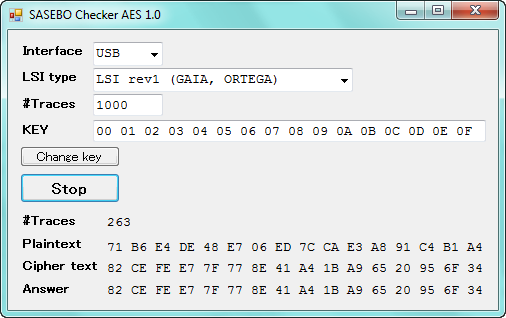 SASEBO Checker AES 1.0
Interface USB
LSI type LSI rev1 (GAIA, ORTEGA)
#Traces 1000
KEY 00 01 02 03 04 05 06 07 08 09 0A 0B 0C 0D 0E 0F
Change key
Stop
#Traces 263
Plaintext 71 B6 E4 DE 48 E7 06 ED 7C CA E3 A8 91 C4 B1 A4
Cipher text 82 CE FE E7 7F 77 8E 41 A4 1B A9 65 20 95 6F 34
Answer 82 CE FE E7 7F 77 8E 41 A4 1B A9 65 20 95 6F 34